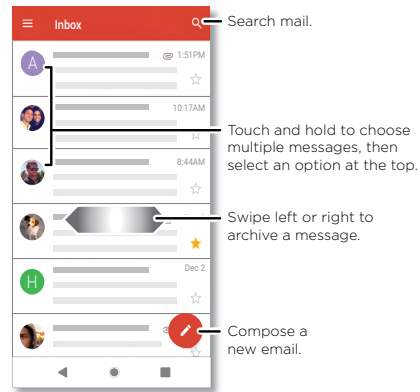 Inbox
Search mail.
A
1:51PM
10:17AM
Touch and hold to choose
multiple messages, then
select an option at the top.
8:44AM
Swipe left or right to
archive a message.
H
Dec 2
Compose a
new email.